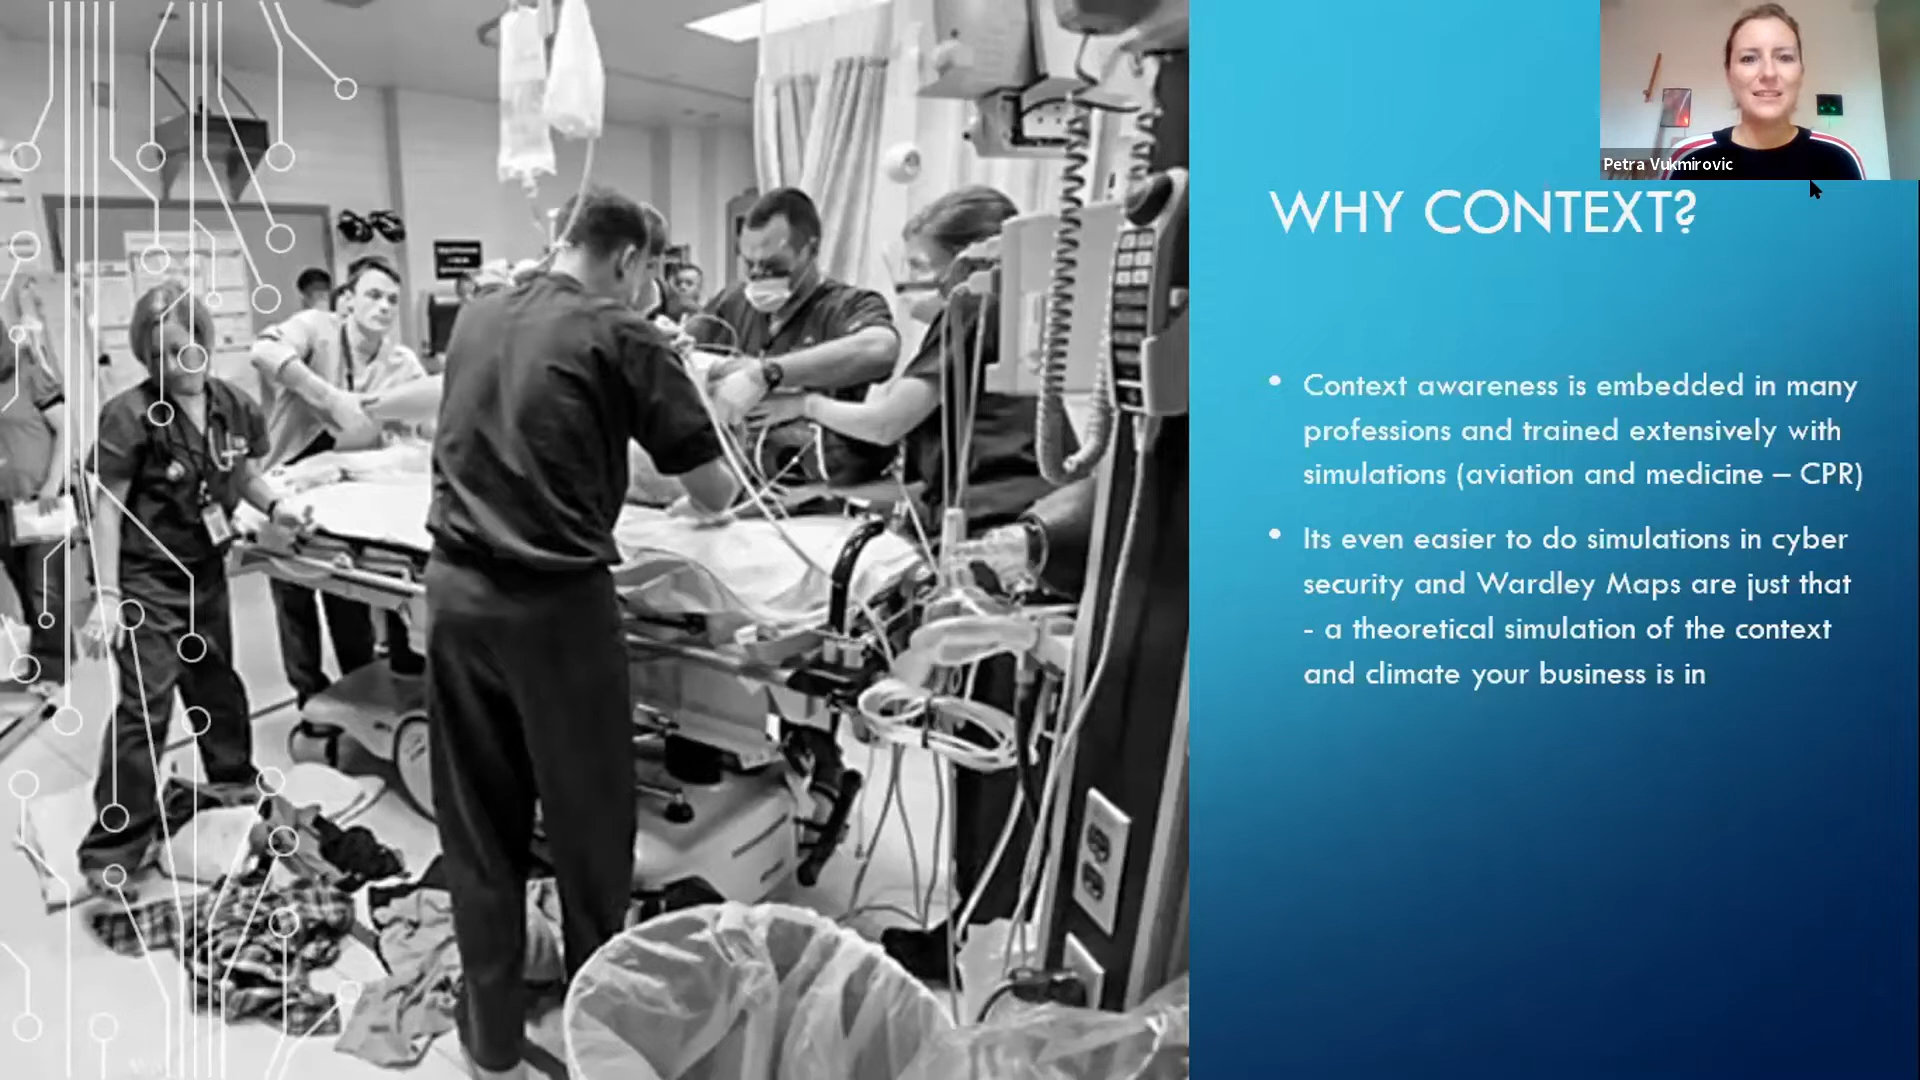 Petra Vukmirovic
WHY CONTEXT?
• Context awareness is embedded in many
professions and trained extensively with
simulations (aviation and medicine – CPR)
• Its even easier to do simulations in cyber
security and Wardley Maps are just that
- a theoretical simulation of the context
and climate your business is in